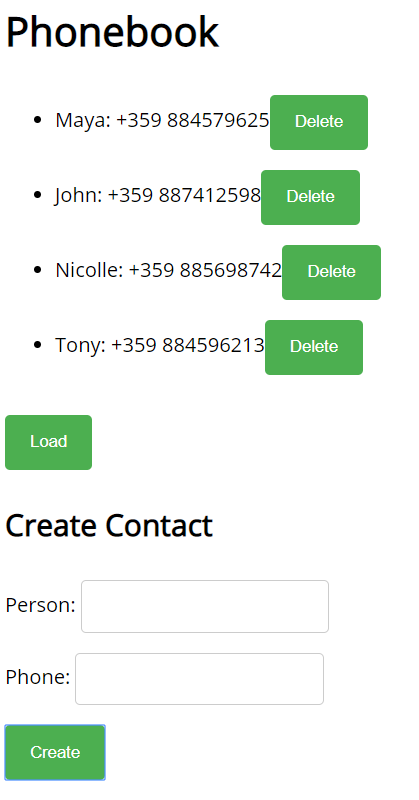 Phonebook
Maya: +359 884579625 Delete
John: +359 887412598 Delete
Nicolle: +359 885698742 Delete
Tony: +359 884596213 Delete
Load
Create Contact
Person:
Phone:
Create